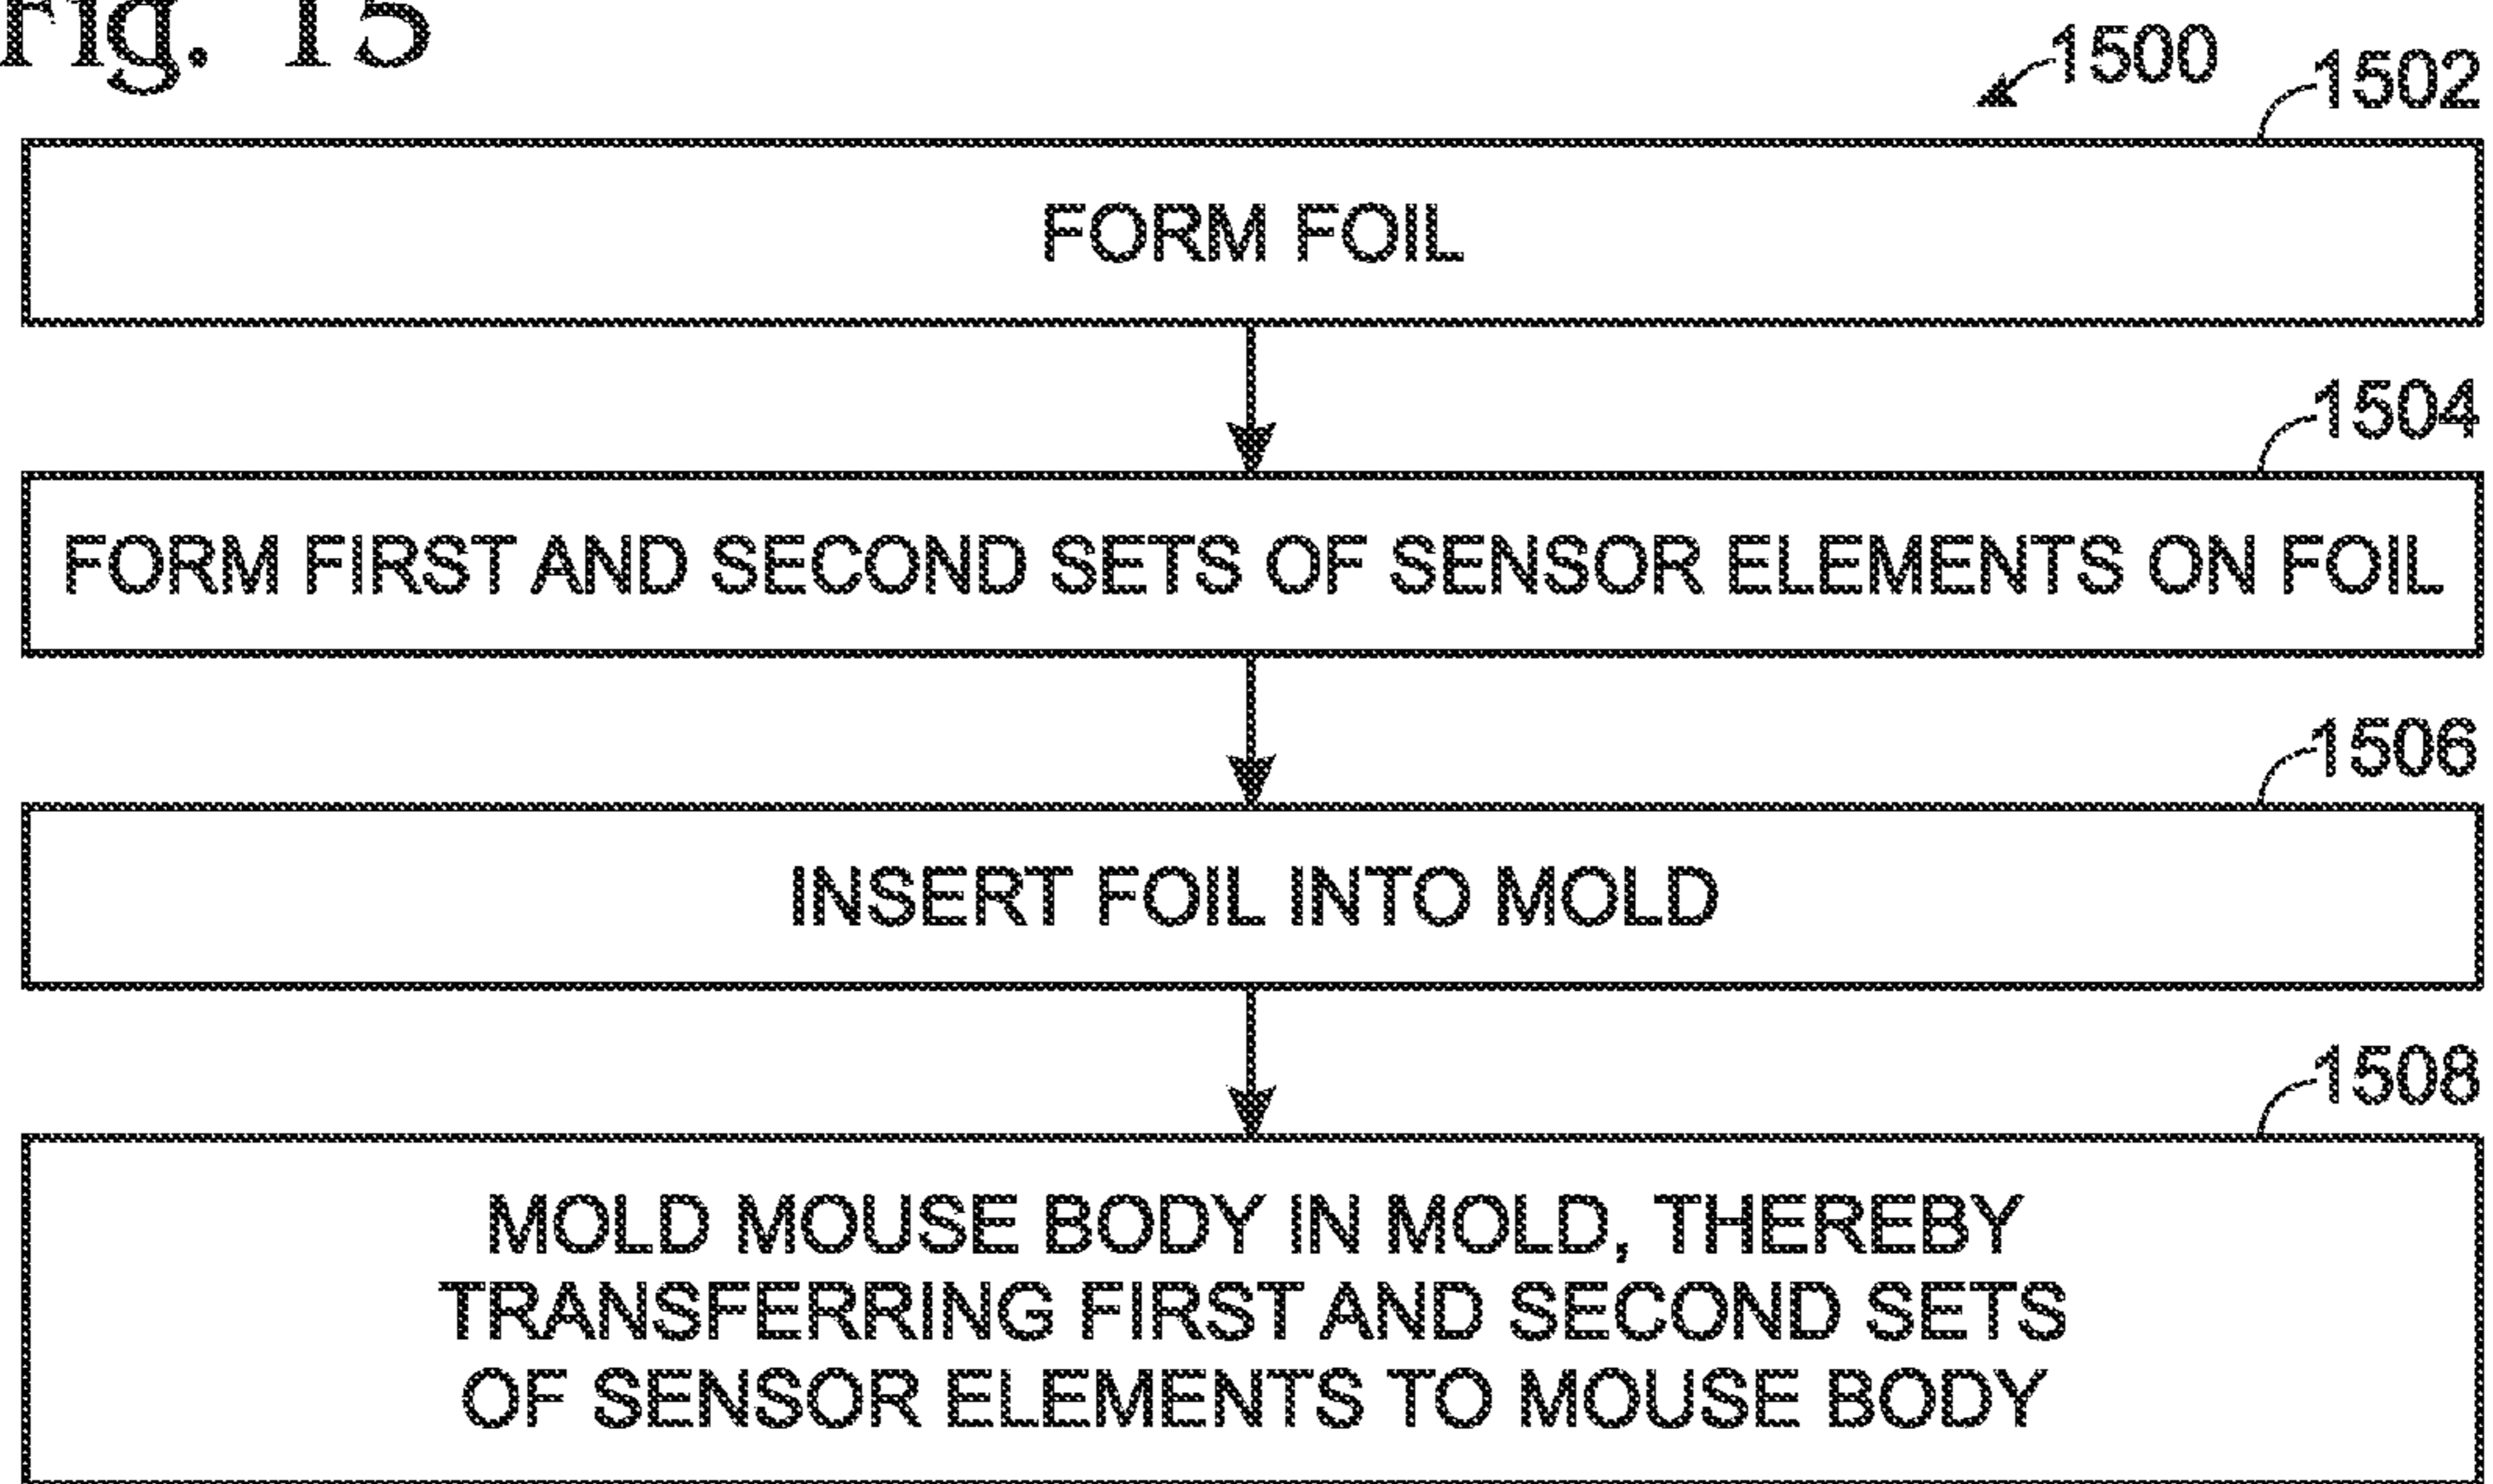 Fig. 15
1500
1502
FORM FOIL
1504
FORM FIRST AND SECOND SETS OF SENSOR ELEMENTS ON FOIL
1506
INSERT FOIL INTO MOLD
1508
MOLD MOUSE BODY IN MOLD, THEREBY
TRANSFERRING FIRST AND SECOND SETS
OF SENSOR ELEMENTS TO MOUSE BODY